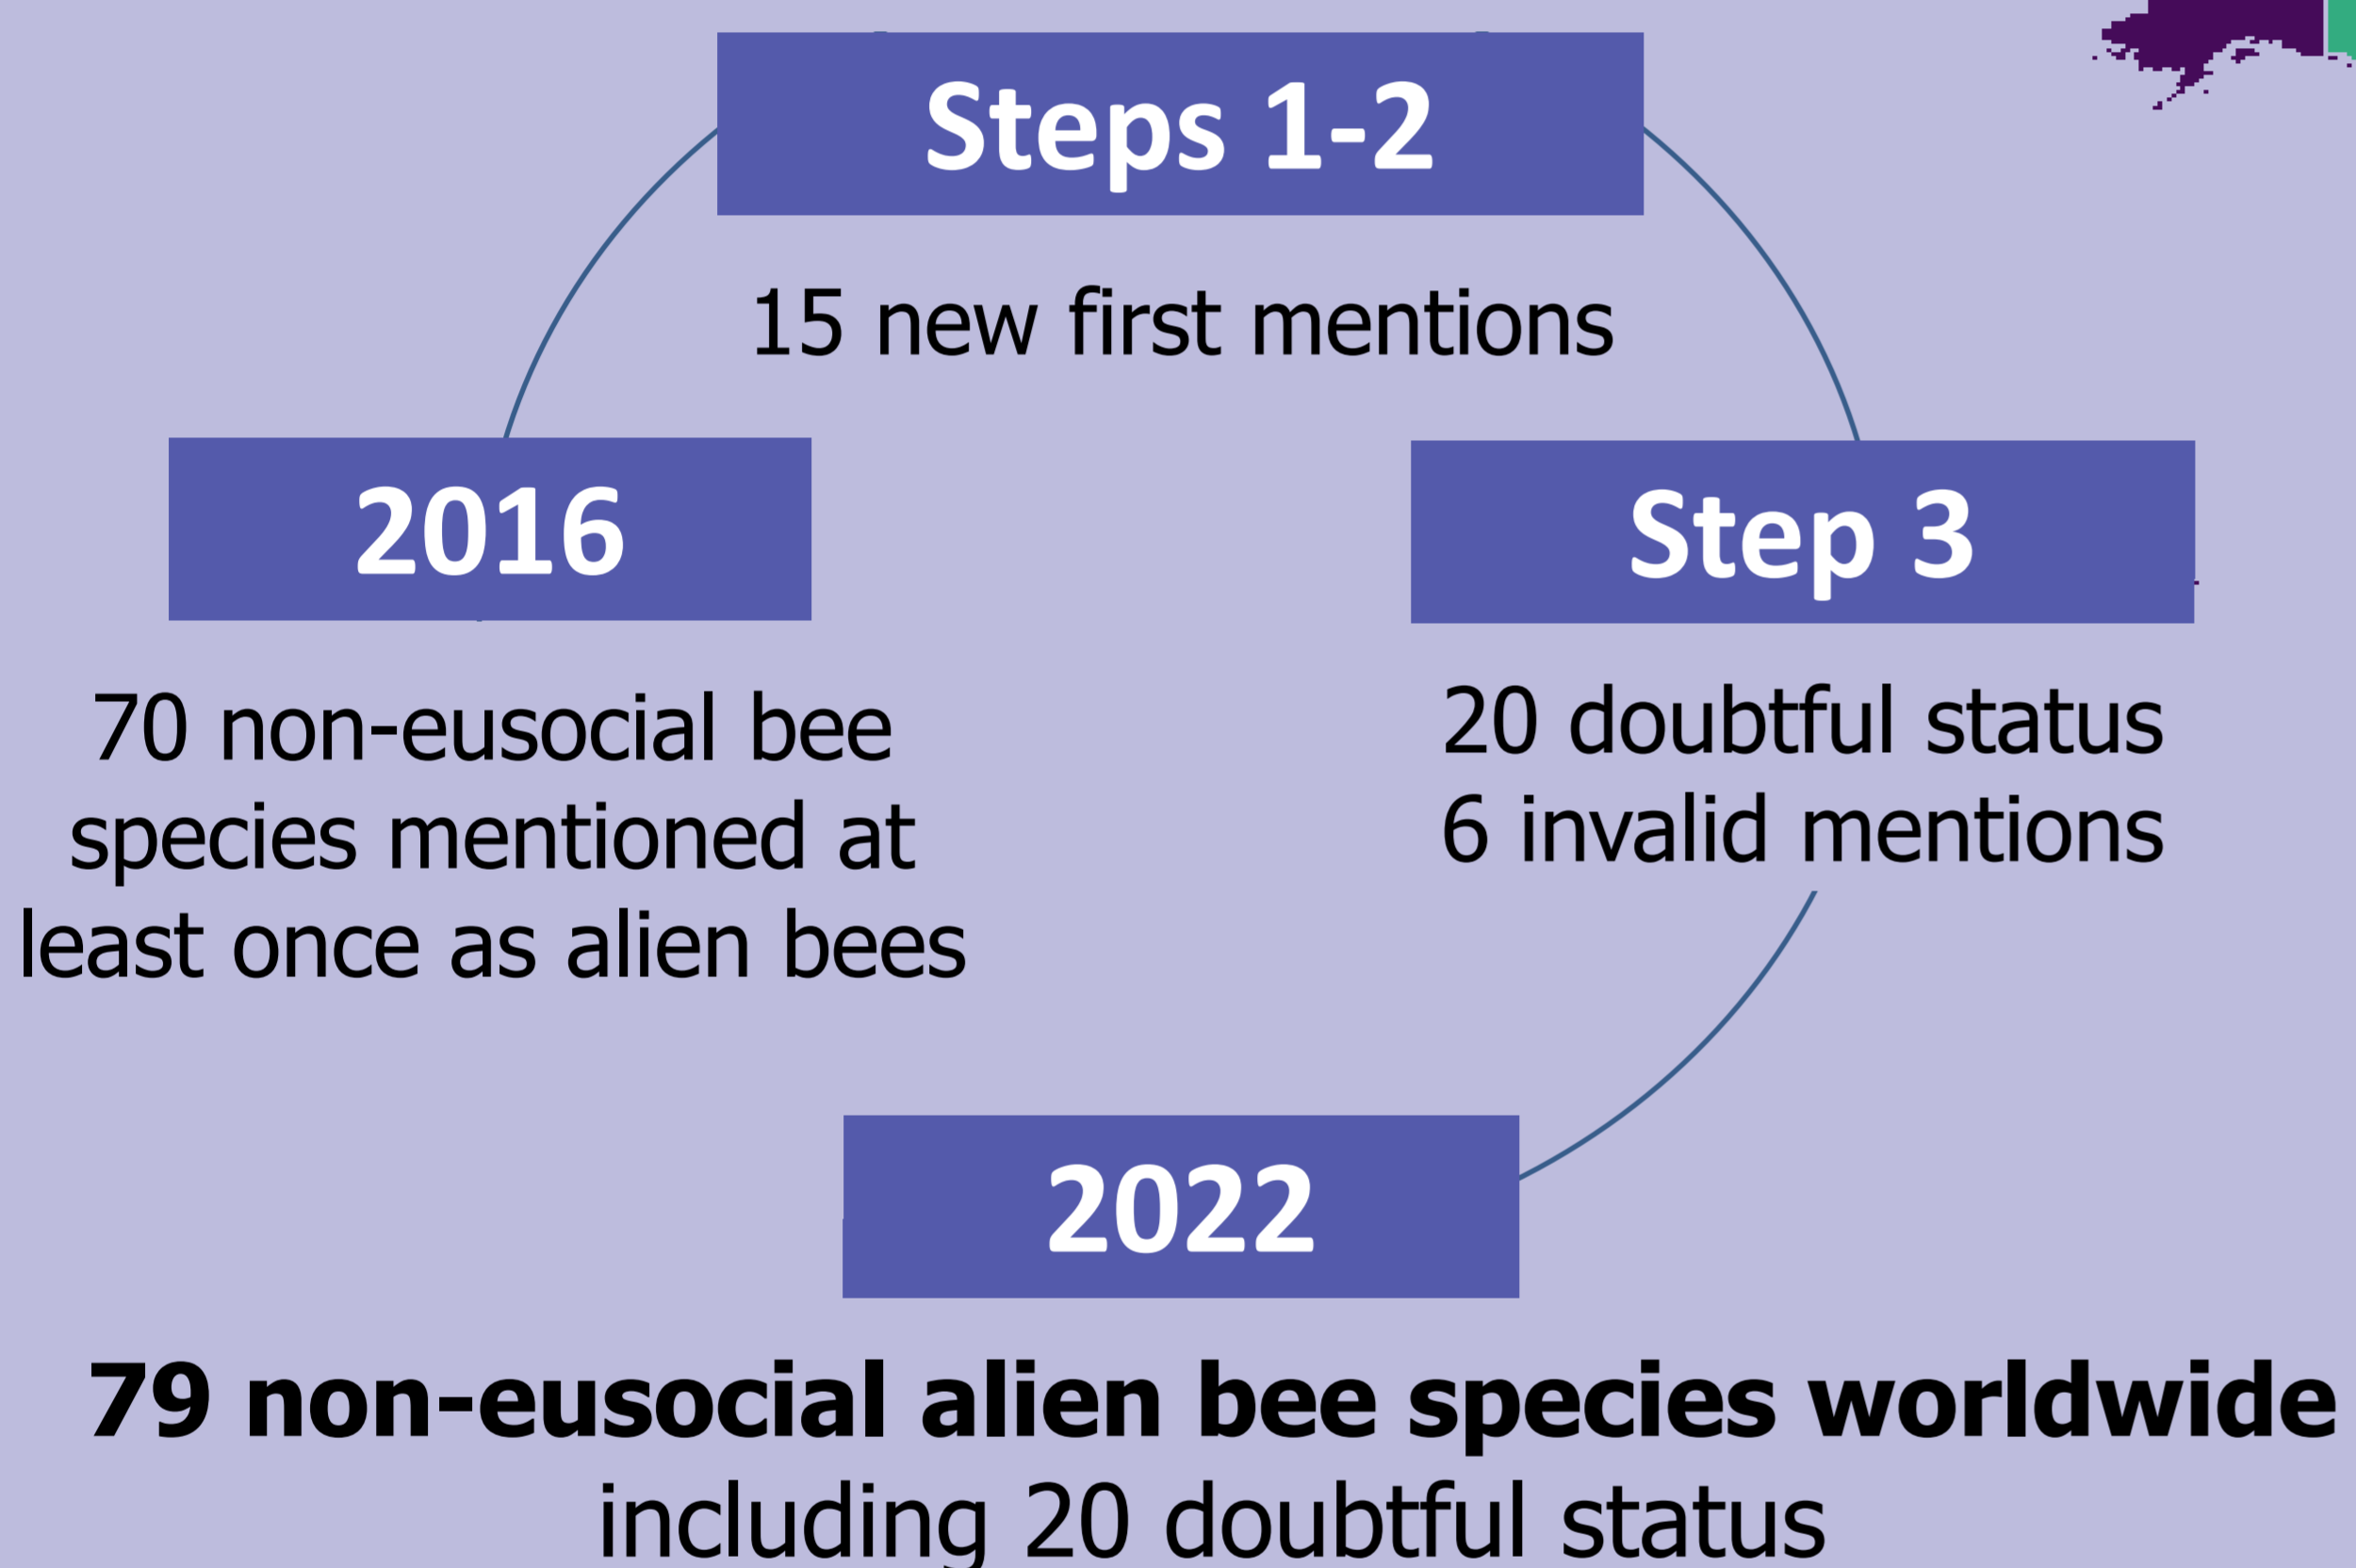 Steps 1-2
15 new first mentions
2016
70 non-eusocial bee
species mentioned at
least once as alien bees
Step 3
20 doubtful status
6 invalid mentions
2022
79 non-eusocial alien bee species worldwide
including 20 doubtful status